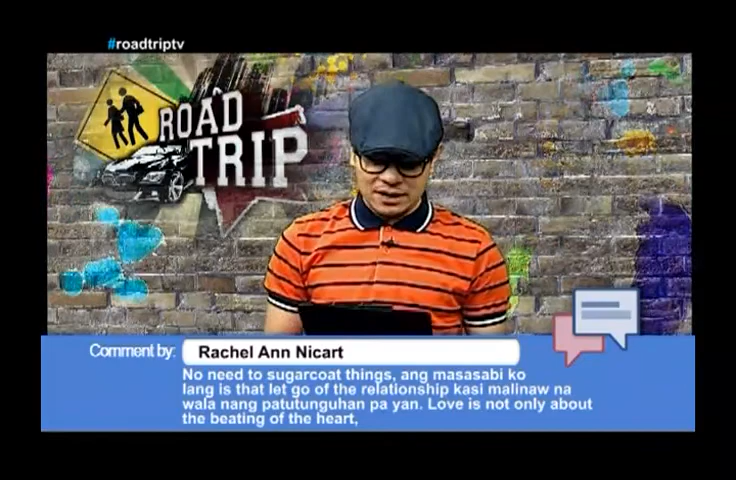 #roadtriptv
ROAD
TRIP
Comment by:
Rachel Ann Nicart
No need to sugarcoat things, ang masasabi ko
lang is that let go of the relationship kasi malinaw na
wala nang patutunguhan pa yan. Love is not only about
the beating of the heart,